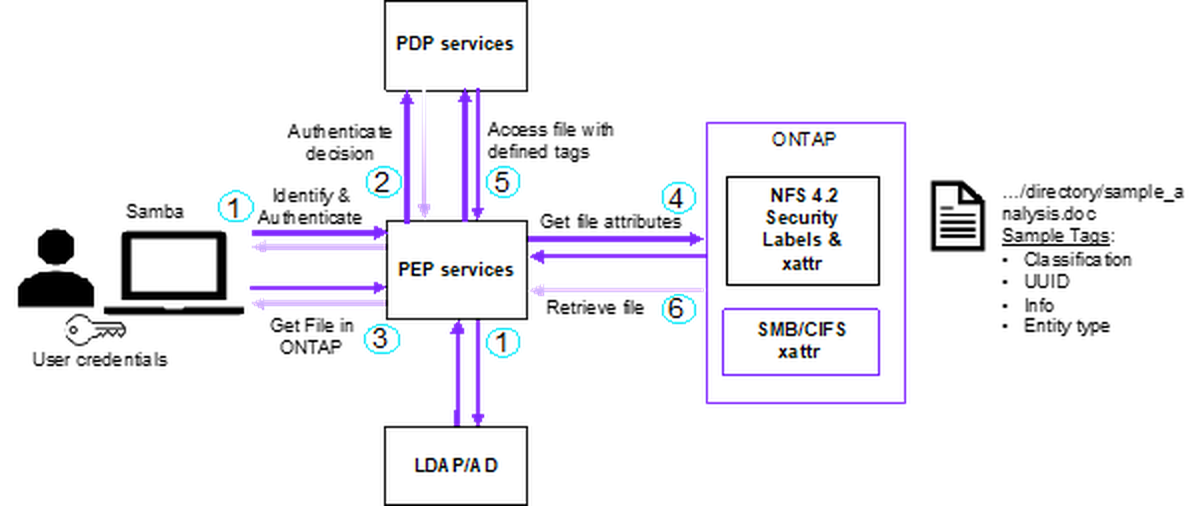 PDP services
Authenticate
decision
2
Access file with
defined tags
5
Samba
1
Identify &
Authenticate
User credentials
Get File in
ONTAP
3
PEP services
1
LDAP/AD
Get file attributes
4
Retrieve file
6
ONTAP
NFS 4.2
Security
Labels &
xattr
SMB/CIFS
xattr
…/directory/sample_a
nalysis.doc
Sample Tags:
• Classification
• UUID
• Info
• Entity type